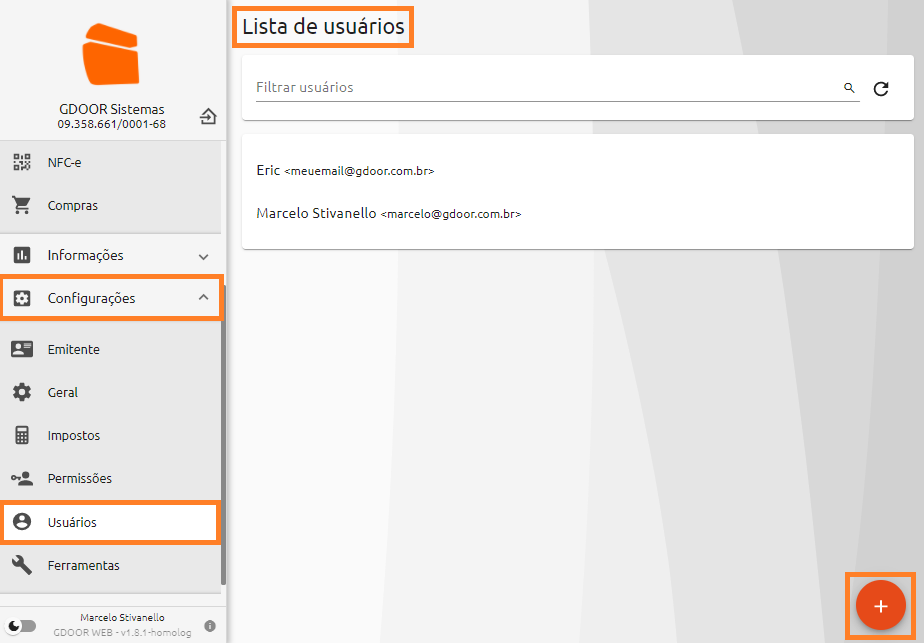 GDOOR Sistemas
09.358.661/0001-68
NFC-e
Compras
Informações
Configurações
Emitente
Geral
Impostos
Permissões
Usuários
Ferramentas
Marcelo Stivanello
GDOOR WEB - v1.8.1-homolog
Lista de usuários
Filtrar usuários
Eric <meuemail@gdoor.com.br>
Marcelo Stivanello <marcelo@gdoor.com.br>